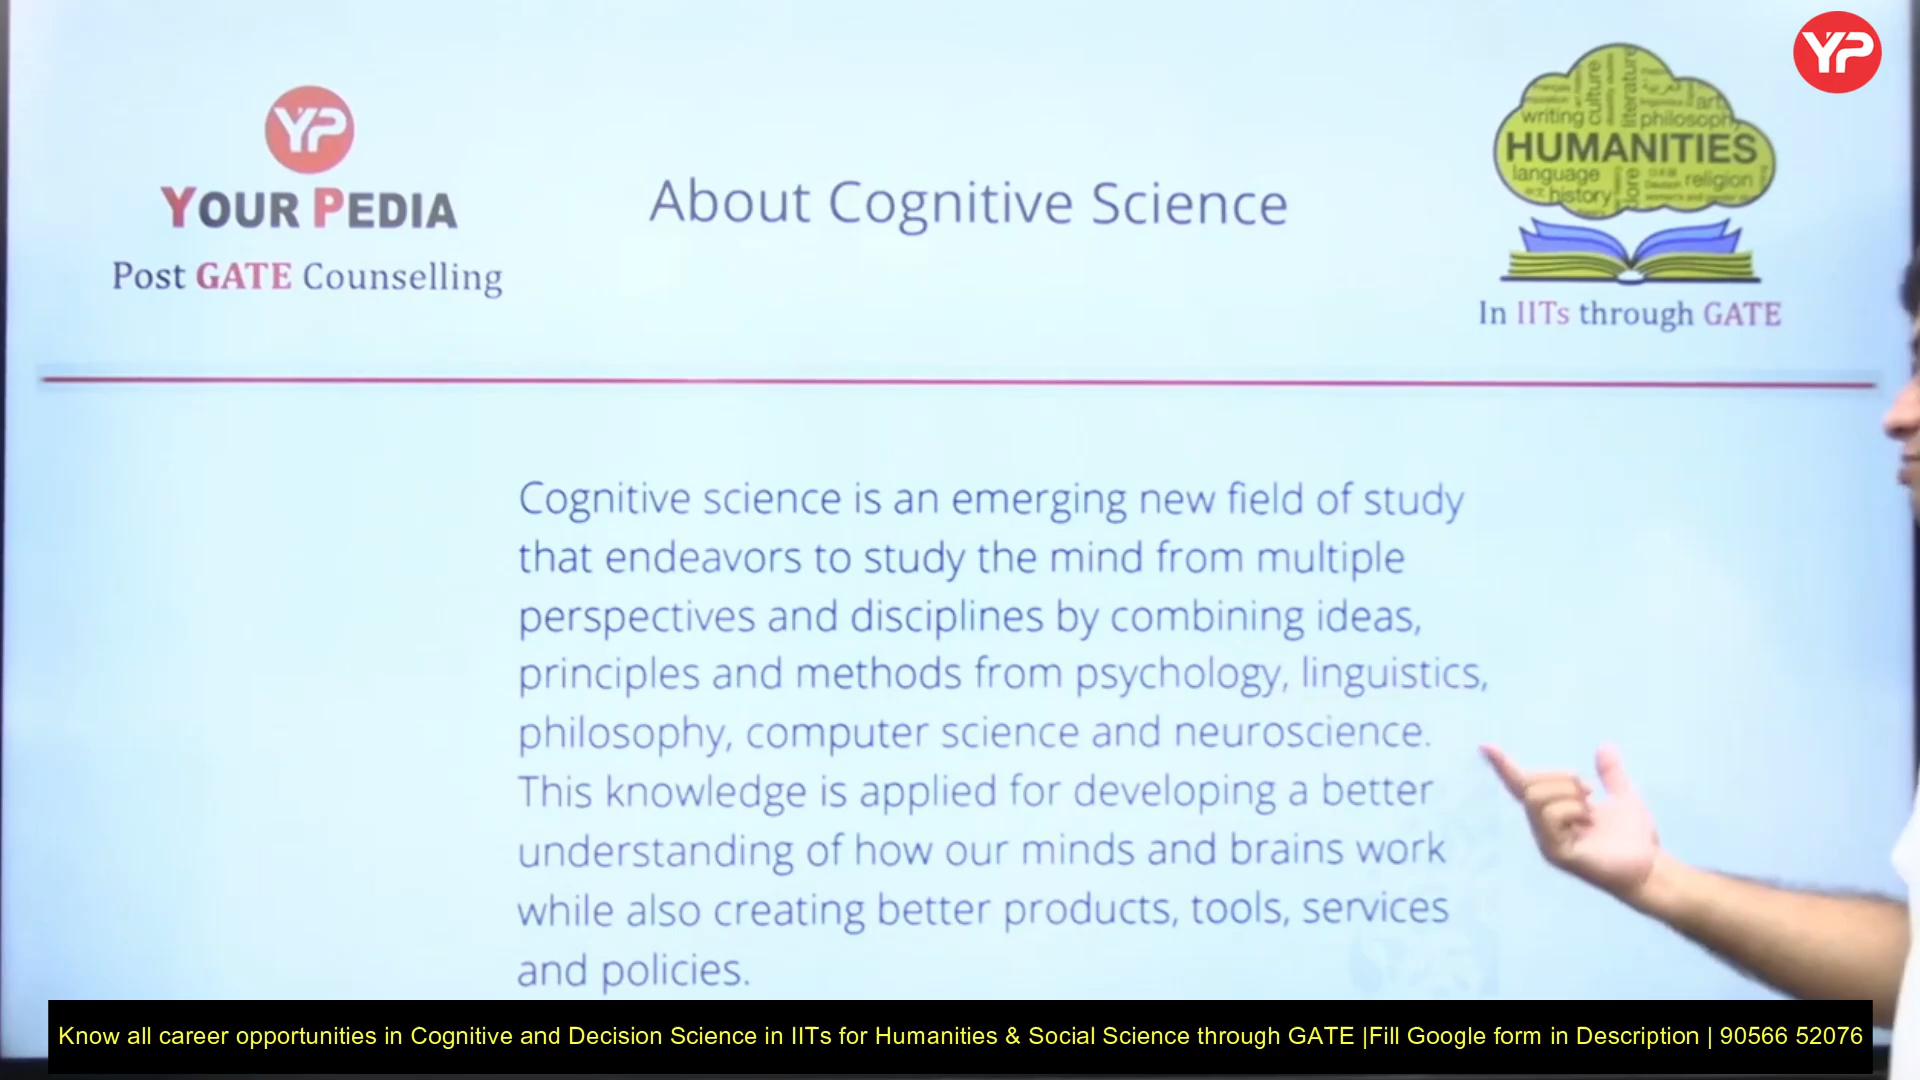 YP
YP
YOUR PEDIA
Post GATE Counselling
About Cognitive Science
culture
literature
art
writing
philosophy
HUMANITIES
language
religion
history
In IITs through GATE
Cognitive science is an emerging new field of study
that endeavors to study the mind from multiple
perspectives and disciplines by combining ideas,
principles and methods from psychology, linguistics,
philosophy, computer science and neuroscience.
This knowledge is applied for developing a better
understanding of how our minds and brains work
while also creating better products, tools, services
and policies.
Know all career opportunities in Cognitive and Decision Science in IITs for Humanities & Social Science through GATE |Fill Google form in Description | 90566 52076